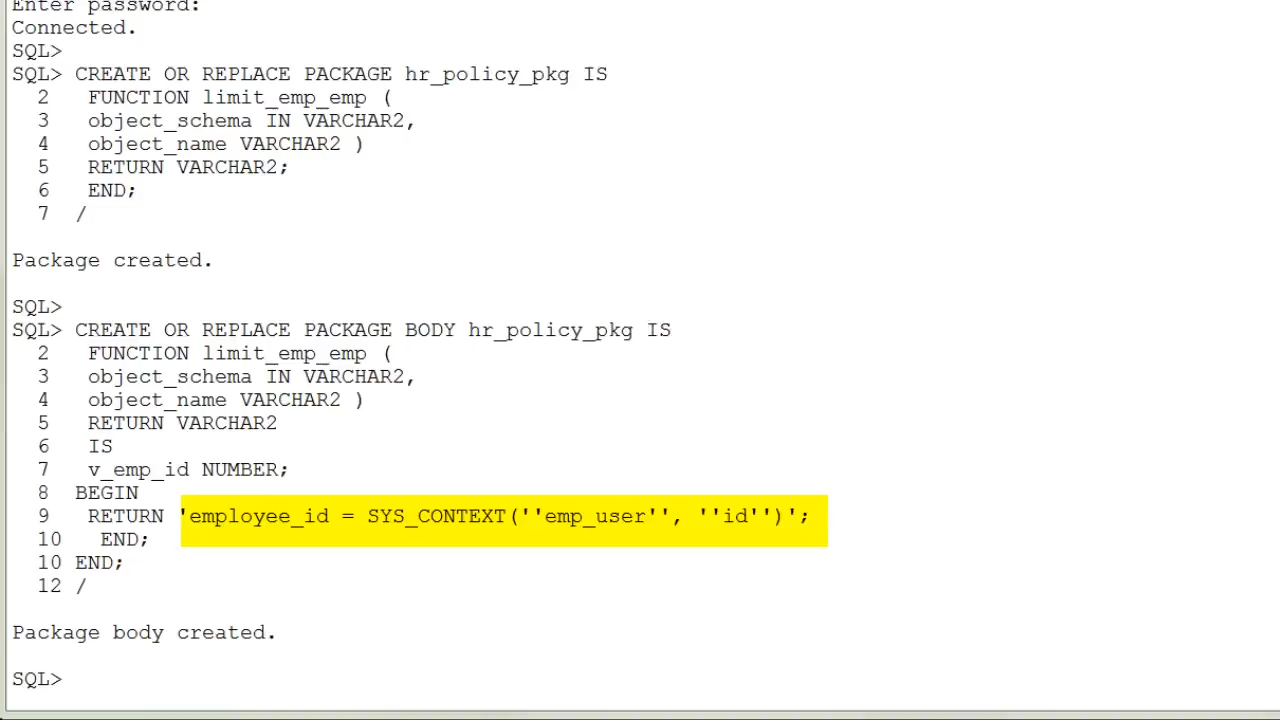 Enter password:
Connected.
SQL>
SQL> CREATE OR REPLACE PACKAGE hr_policy_pkg IS
2 FUNCTION limit_emp_emp (
3 object_schema IN VARCHAR2,
4 object_name VARCHAR2 )
5 RETURN VARCHAR2;
6 END;
7 /
Package created.
SQL>
SQL> CREATE OR REPLACE PACKAGE BODY hr_policy_pkg IS
2 FUNCTION limit_emp_emp (
3 object_schema IN VARCHAR2,
4 object_name VARCHAR2 )
5 RETURN VARCHAR2
6 IS
7 v_emp_id NUMBER;
8 BEGIN
9 RETURN 'employee_id = SYS_CONTEXT(''emp_user'', ''id'')';
10 END;
10 END;
12 /
Package body created.
SQL>